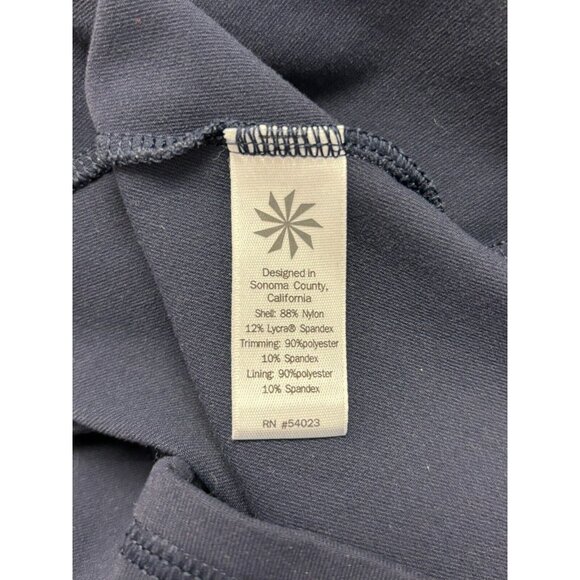 Designed in
Sonoma County,
California
Shell: 88% Nylon
12% Lycra® Spandex
Trimming: 90%polyester
10% Spandex
Lining: 90%polyester
10% Spandex
RN #54023